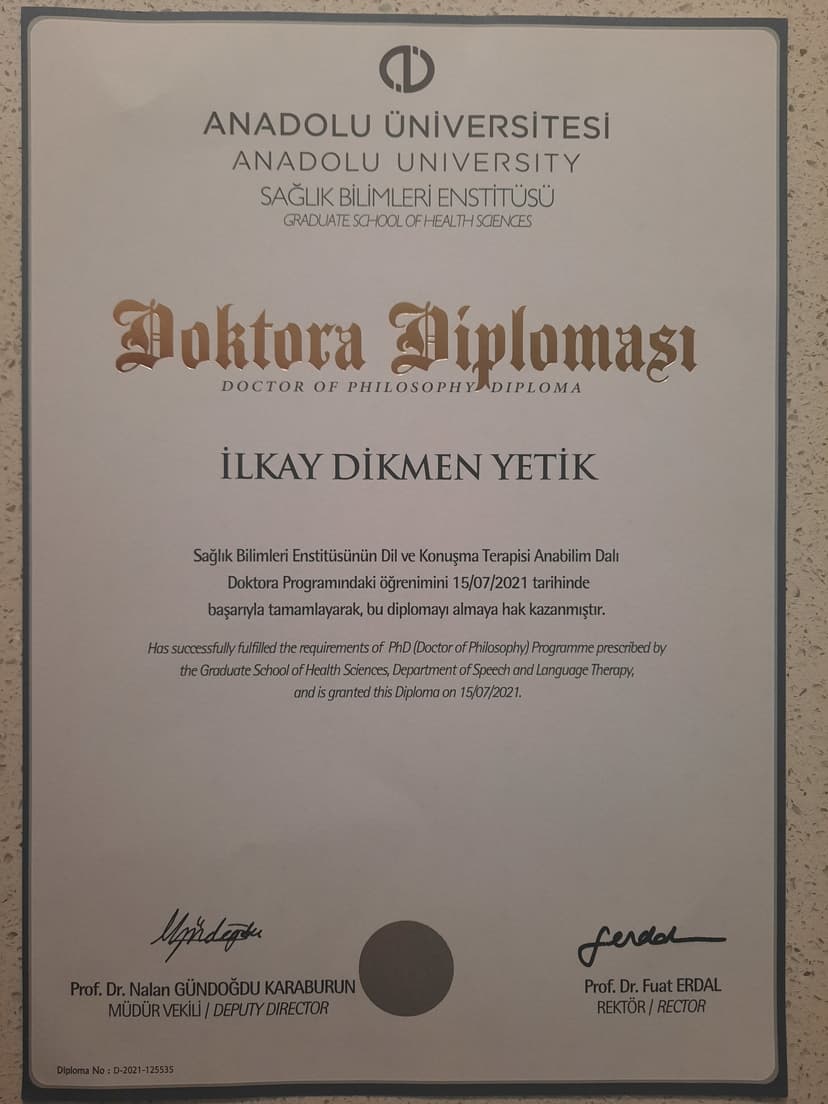 ANADOLU ÜNİVERSİTESİ
ANADOLU UNIVERSITY
SAĞLIK BİLİMLERİ ENSTİTÜSÜ
GRADUATE SCHOOL OF HEALTH SCIENCES
Doktora Diploması
DOCTOR OF PHILOSOPHY DIPLOMA
İLKAY DİKMEN YETİK
Sağlık Bilimleri Enstitüsünün Dil ve Konuşma Terapisi Anabilim Dalı
Doktora Programındaki öğrenimini 15/07/2021 tarihinde
başarıyla tamamlayarak, bu diplomayı almaya hak kazanmıştır.
Has successfully fulfilled the requirements of PhD (Doctor of Philosophy) Programme prescribed by
the Graduate School of Health Sciences, Department of Speech and Language Therapy,
and is granted this Diploma on 15/07/2021.
Prof. Dr. Nalan GÜNDOĞDU KARABURUN
MÜDÜR VEKİLİ / DEPUTY DIRECTOR
Prof. Dr. Fuat ERDAL
REKTÖR / RECTOR
Diploma No : D-2021-125535